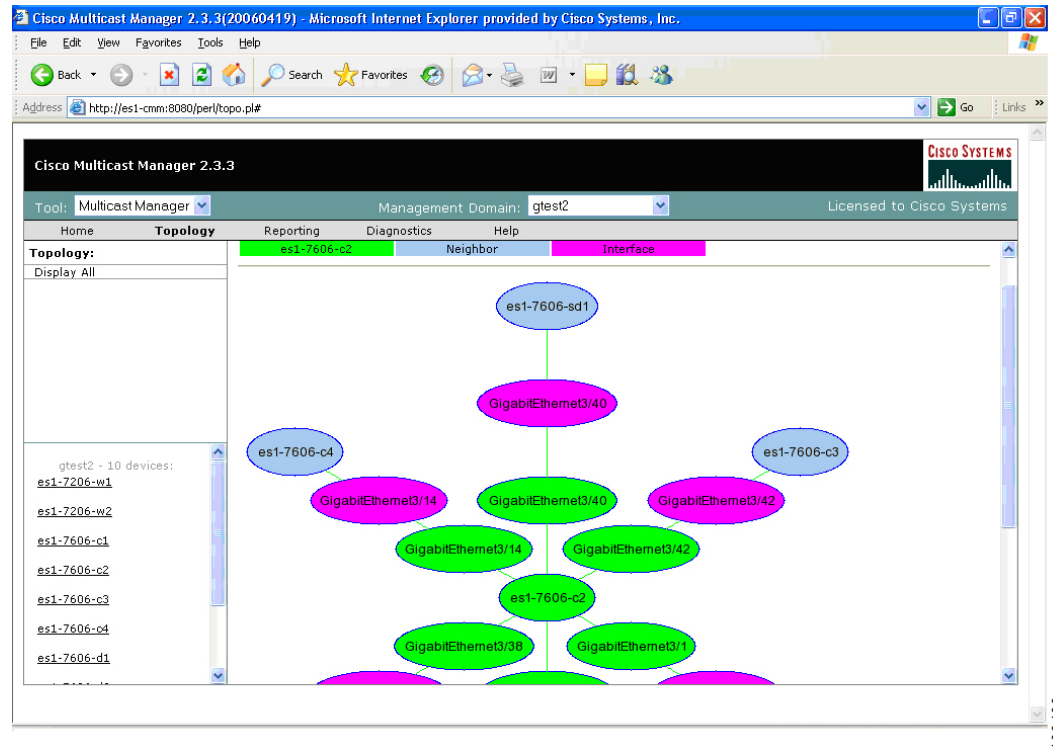 Cisco Multicast Manager 2.3.3(20060419) - Microsoft Internet Explorer provided by Cisco Systems, Inc.
File Edit View Favorites Tools Help
Back Search Favorites
Address http://es1-cmm:8080/perl/topo.pl# Go Links »
Cisco Multicast Manager 2.3.3
CISCO SYSTEMS
Tool: Multicast Manager Management Domain: gtest2 Licensed to Cisco Systems
Home Topology Reporting Diagnostics Help
Topology:
Display All
es1-7606-c2 Neighbor Interface
es1-7606-sd1
GigabitEthernet3/40
es1-7606-c4
es1-7606-c3
GigabitEthernet3/14
GigabitEthernet3/40
GigabitEthernet3/42
GigabitEthernet3/14
GigabitEthernet3/42
es1-7606-c2
GigabitEthernet3/38
GigabitEthernet3/1
gtest2 - 10 devices:
es1-7206-w1
es1-7206-w2
es1-7606-c1
es1-7606-c2
es1-7606-c3
es1-7606-c4
es1-7606-d1